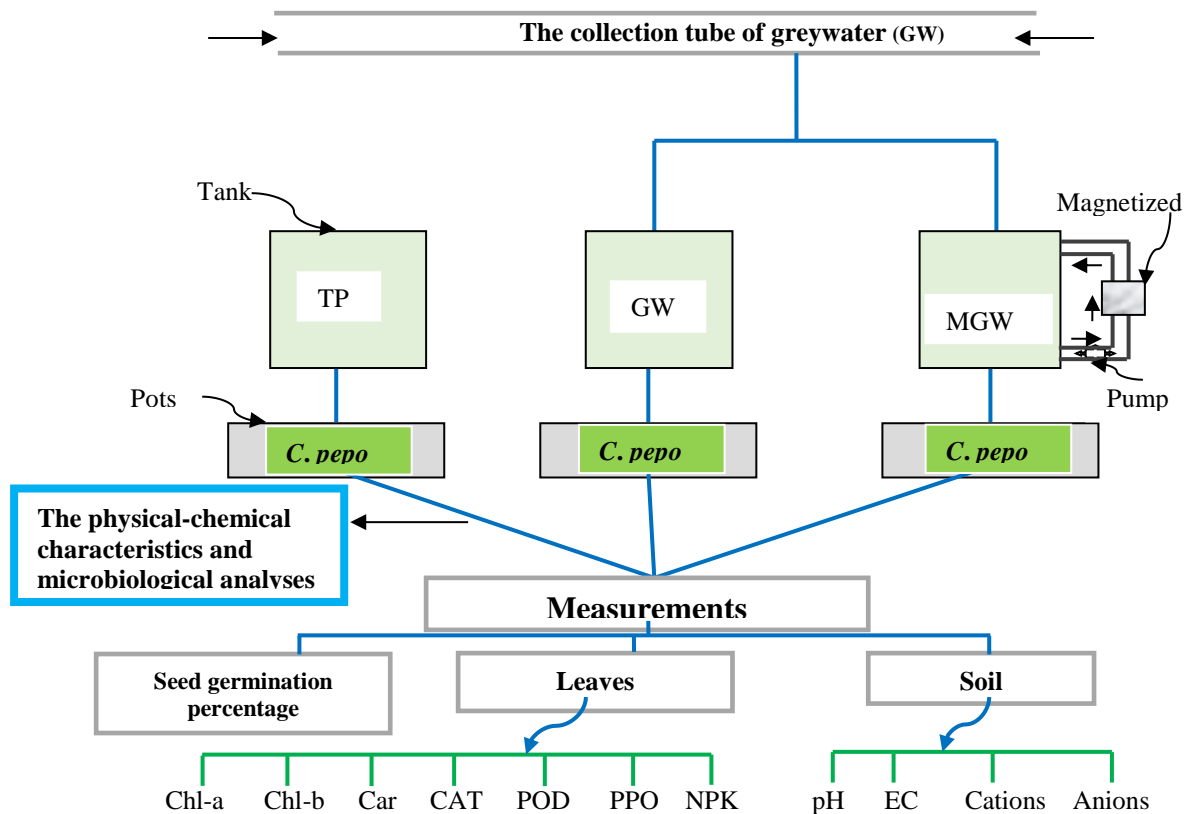 The collection tube of greywater (GW)
Tank
Magnetized
TP
GW
MGW
Pots
Pump
C. pepo
C. pepo
C. pepo
The physical-chemical
characteristics and
microbiological analyses
Measurements
Seed germination
percentage
Leaves
Soil
Chl-a Chl-b Car CAT POD PPO NPK
pH EC Cations Anions